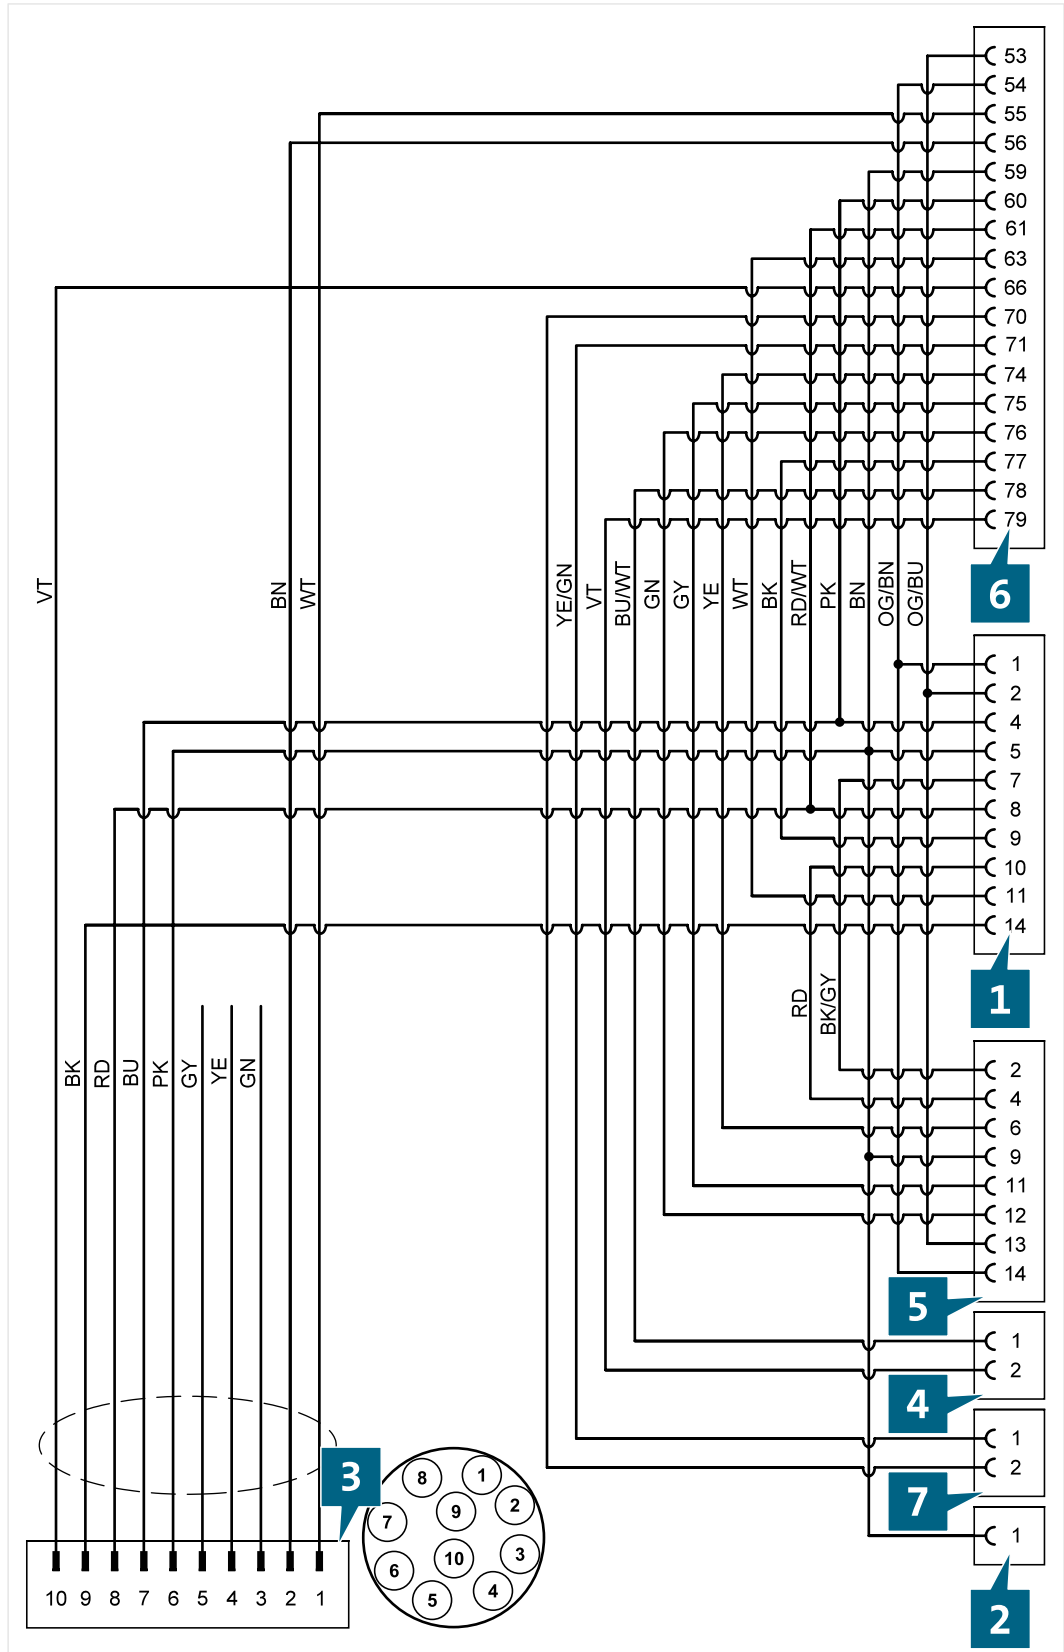 53
54
55
56
59
60
61
63
66
70
71
74
75
76
77
78
79
6
VT
BN
WT
YE/GN
VT
BU/WT
GN
GY
YE
WT
BK
RD/WT
PK
BN
OG/BN
OG/BU
1
2
4
5
7
8
9
10
11
14
1
RD
BK/GY
BK
RD
BU
PK
GY
YE
GN
2
4
6
9
11
12
13
14
5
1
2
4
1
2
7
1
2
3
10 9 8 7 6 5 4 3 2 1
8
1
7
9
2
6
10
3
5
4